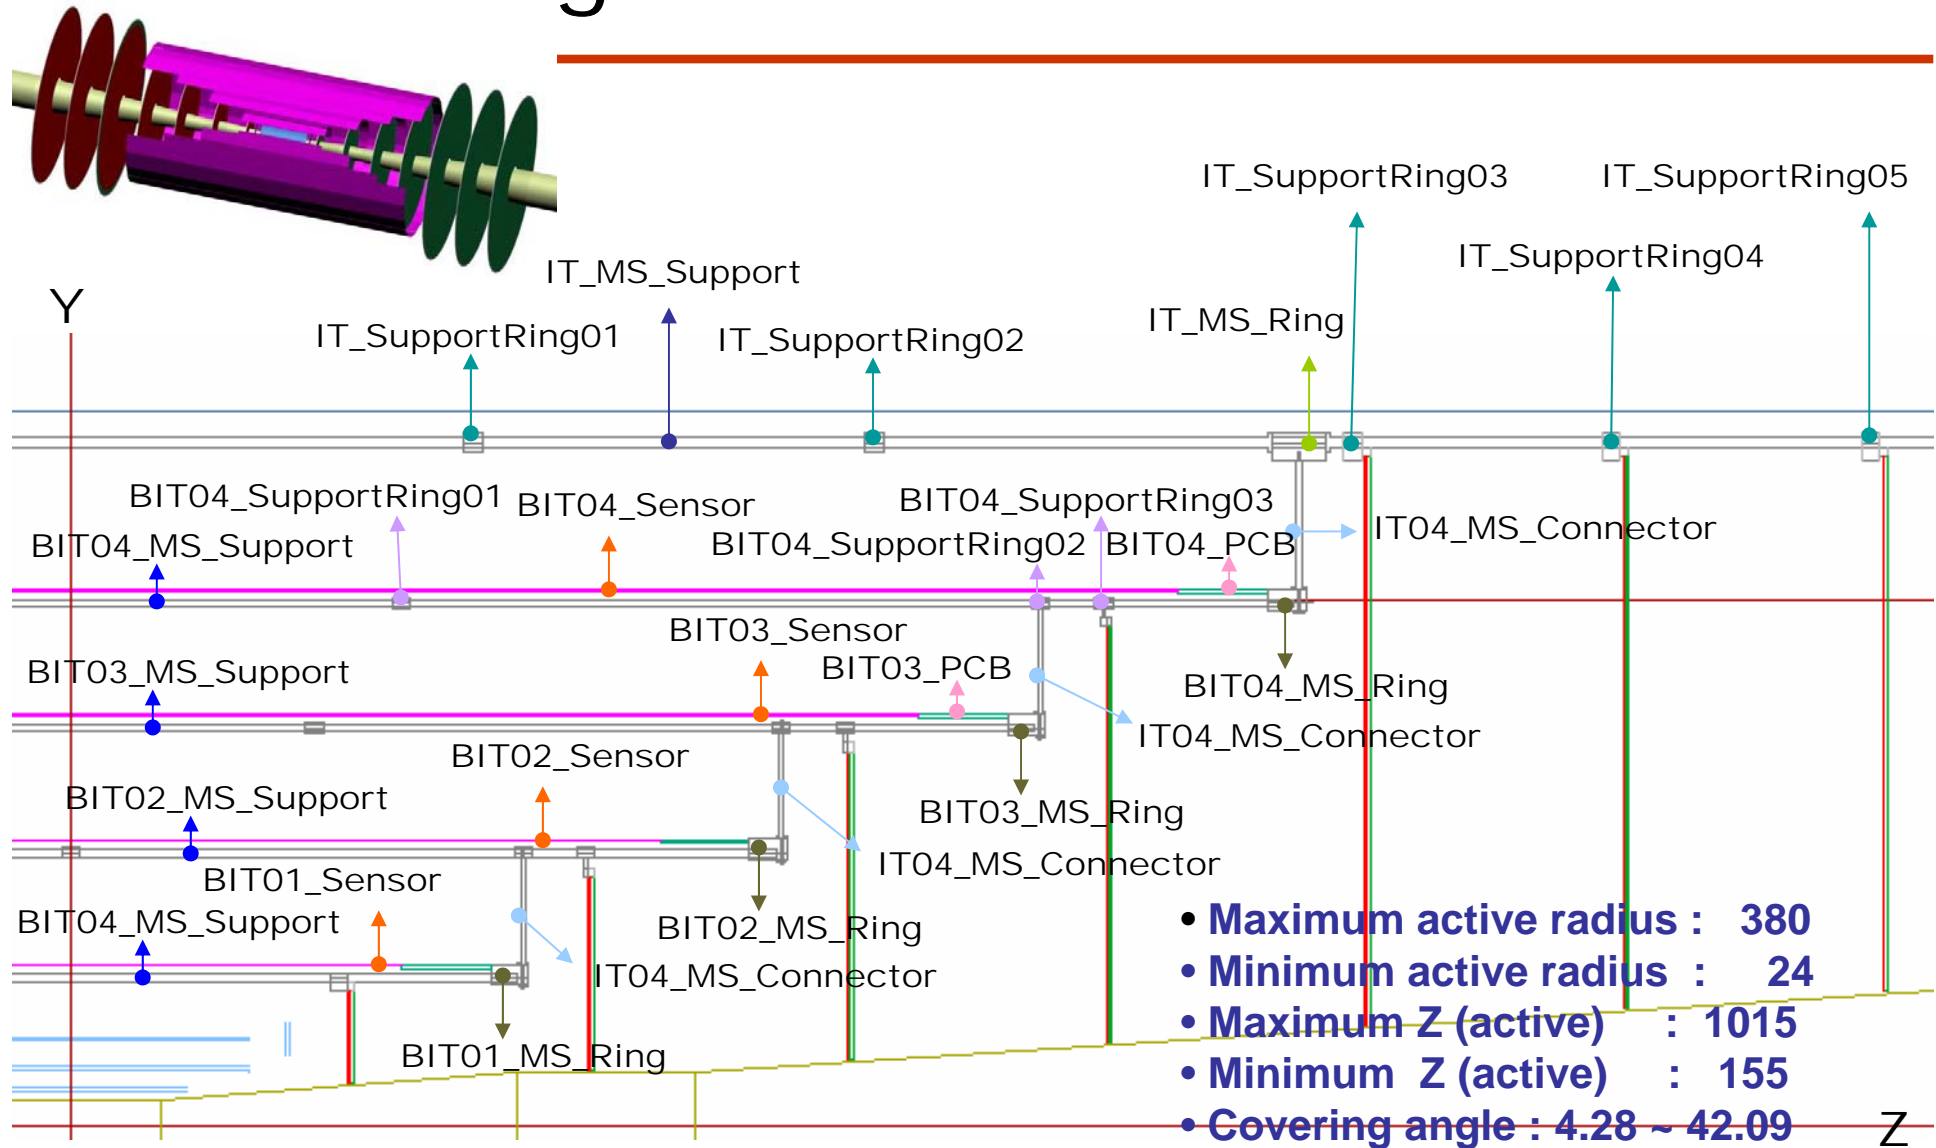 IT_SupportRing03
IT_SupportRing05
IT_SupportRing04
IT_MS_Support
Y
IT_MS_Ring
IT_SupportRing01
IT_SupportRing02
BIT04_SupportRing01
BIT04_Sensor
BIT04_SupportRing03
IT04_MS_Connector
BIT04_MS_Support
BIT04_SupportRing02
BIT04_PCB
BIT03_Sensor
BIT03_MS_Support
BIT03_PCB
BIT04_MS_Ring
IT04_MS_Connector
BIT02_Sensor
BIT02_MS_Support
BIT03_MS_Ring
IT04_MS_Connector
BIT01_Sensor
BIT04_MS_Support
BIT02_MS_Ring
IT04_MS_Connector
BIT01_MS_Ring
• Maximum active radius : 380
• Minimum active radius : 24
• Maximum Z (active) : 1015
• Minimum Z (active) : 155
• Covering angle : 4.28 ~ 42.09
Z